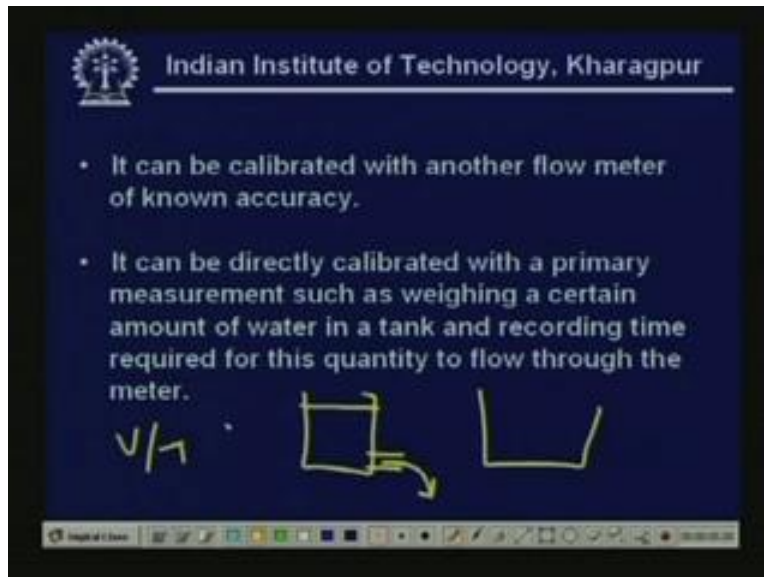 Indian Institute of Technology, Kharagpur
• It can be calibrated with another flow meter
of known accuracy.
• It can be directly calibrated with a primary
measurement such as weighing a certain
amount of water in a tank and recording time
required for this quantity to flow through the
meter.